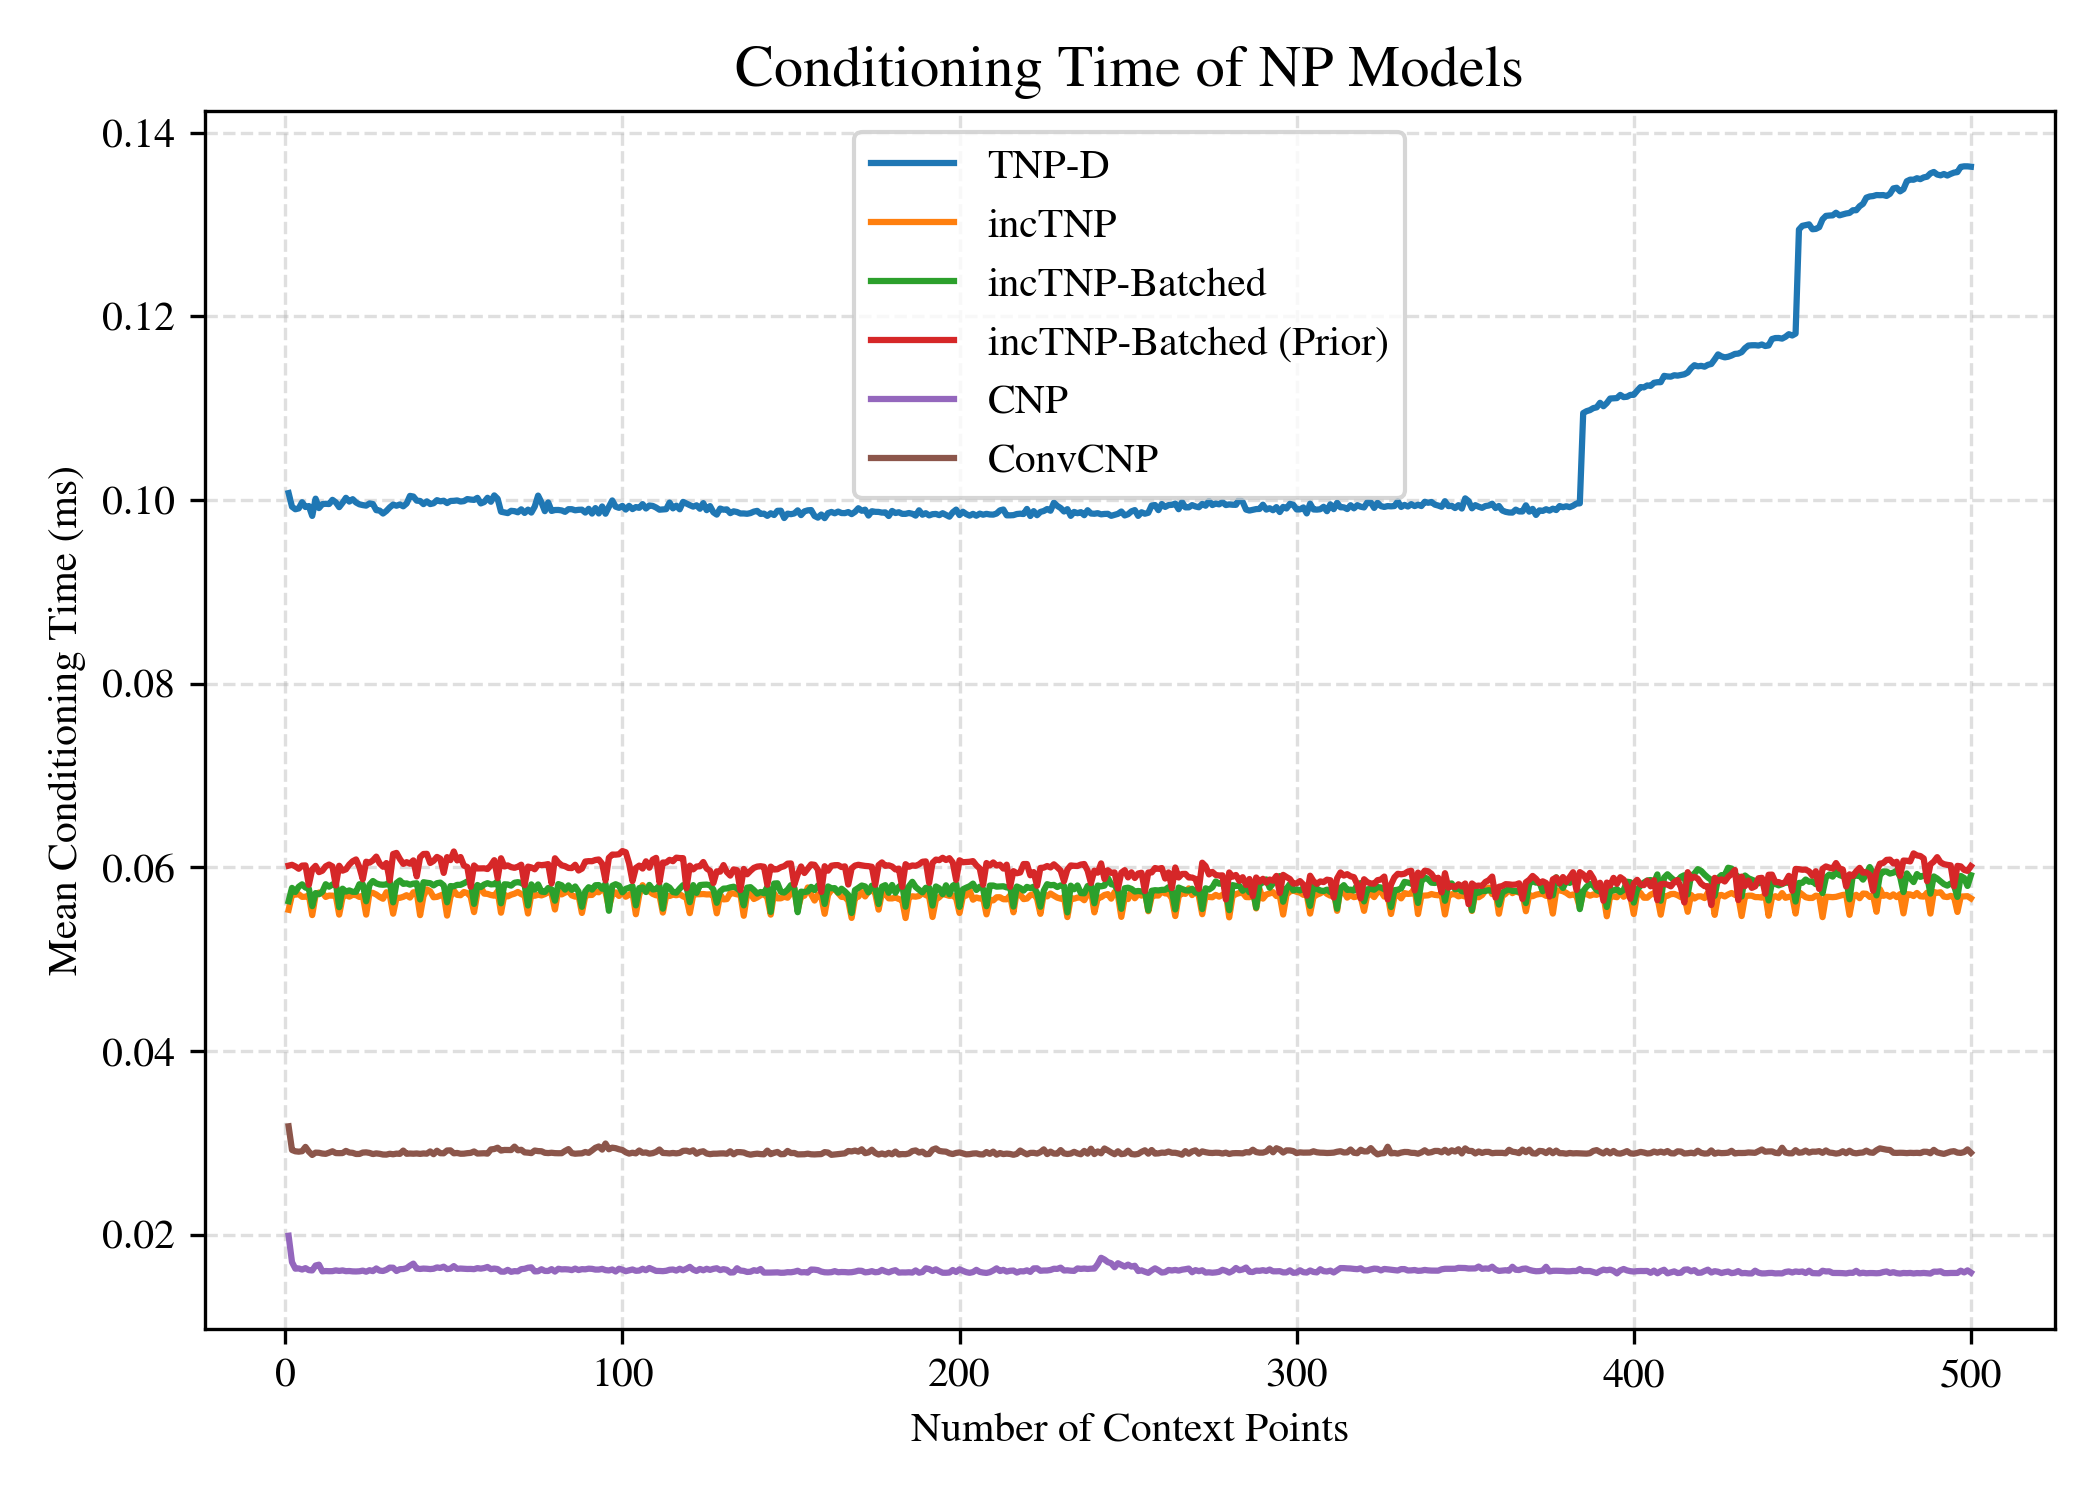 Conditioning Time of NP Models
Mean Conditioning Time (ms)
0.14
0.12
0.10
0.08
0.06
0.04
0.02
TNP-D
incTNP
incTNP-Batched
incTNP-Batched (Prior)
CNP
ConvCNP
0 100 200 300 400 500
Number of Context Points